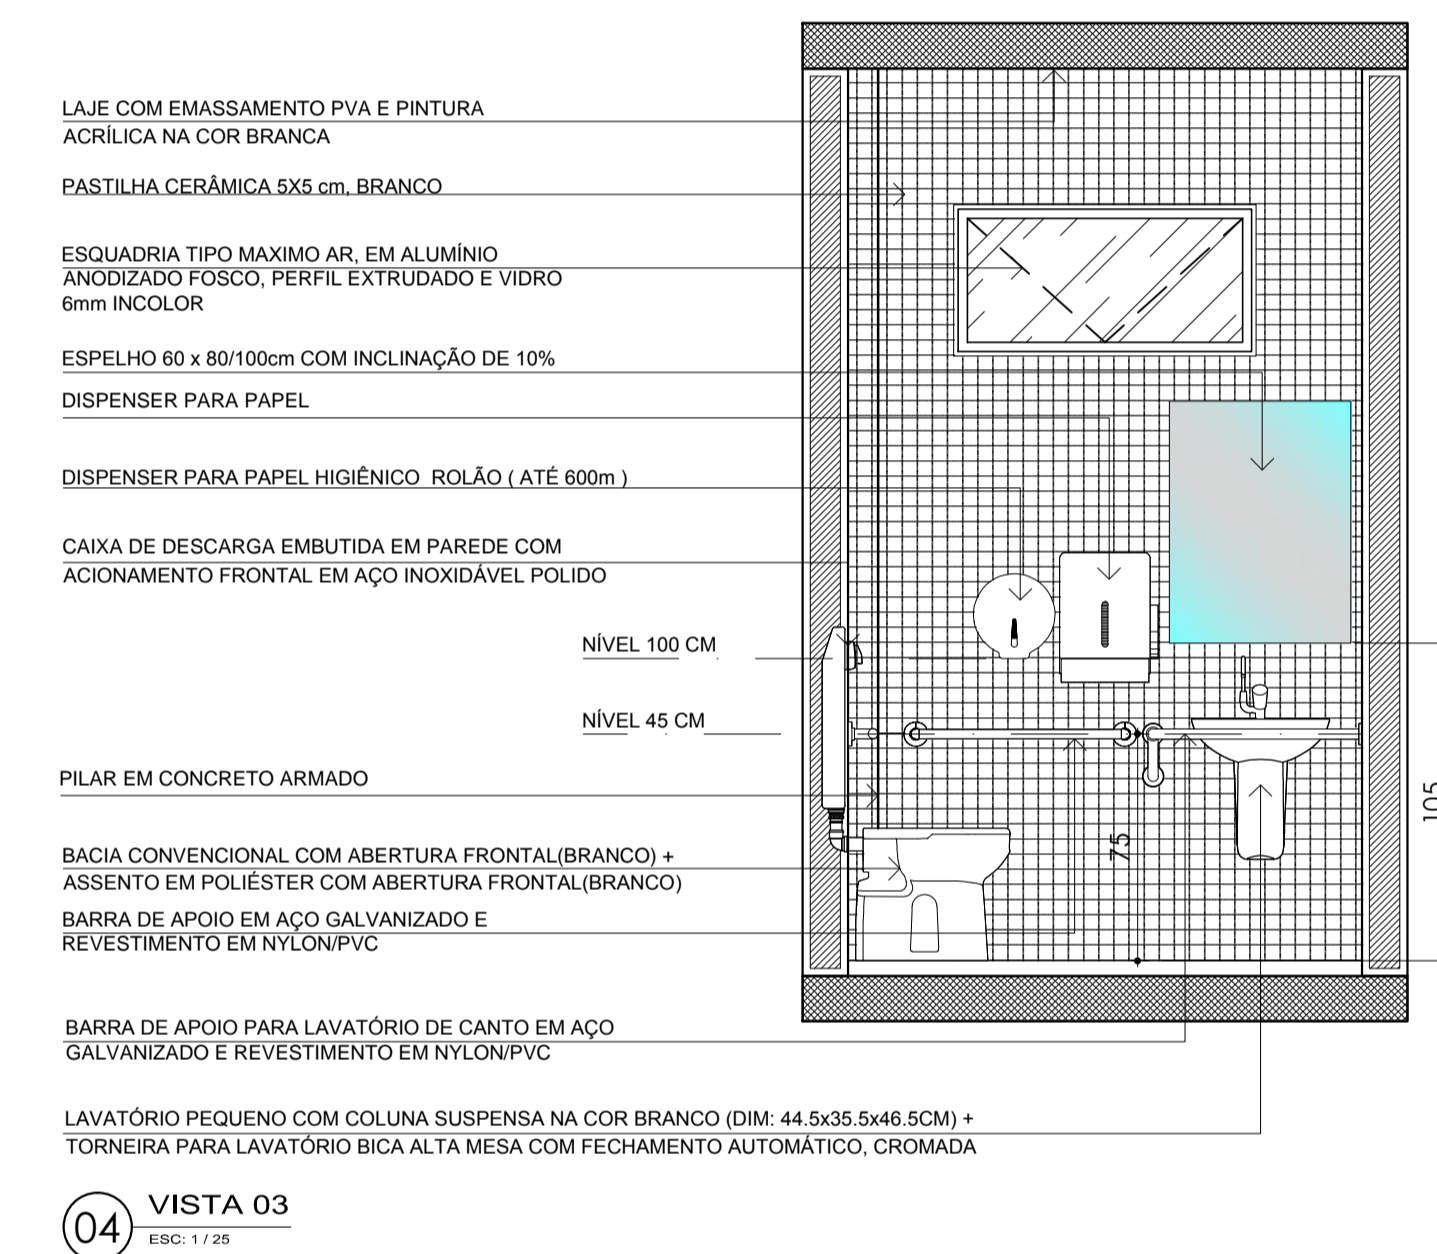 LAJE COM EMASSAMENTO PVA E PINTURA
ACRÍLICA NA COR BRANCA
PASTILHA CERÂMICA 5X5 cm, BRANCO
ESQUADRIA TIPO MAXIMO AR, EM ALUMÍNIO
ANODIZADO FOSCO, PERFIL EXTRUDADO E VIDRO
6mm INCOLOR
ESPELHO 60 x 80/100cm COM INCLINAÇÃO DE 10%
DISPENSER PARA PAPEL
DISPENSER PARA PAPEL HIGIÊNICO ROLÃO ( ATÉ 600m )
CAIXA DE DESCARGA EMBUTIDA EM PAREDE COM
ACIONAMENTO FRONTAL EM AÇO INOXIDÁVEL POLIDO
NÍVEL 100 CM
NÍVEL 45 CM
PILAR EM CONCRETO ARMADO
105
75
BACIA CONVENCIONAL COM ABERTURA FRONTAL(BRANCO) +
ASSENTO EM POLIÉSTER COM ABERTURA FRONTAL(BRANCO)
BARRA DE APOIO EM AÇO GALVANIZADO E
REVESTIMENTO EM NYLON/PVC
BARRA DE APOIO PARA LAVATÓRIO DE CANTO EM AÇO
GALVANIZADO E REVESTIMENTO EM NYLON/PVC
LAVATÓRIO PEQUENO COM COLUNA SUSPENSA NA COR BRANCO (DIM: 44.5x35.5x46.5CM) +
TORNEIRA PARA LAVATÓRIO BICA ALTA MESA COM FECHAMENTO AUTOMÁTICO, CROMADA
04 VISTA 03
ESC: 1 / 25